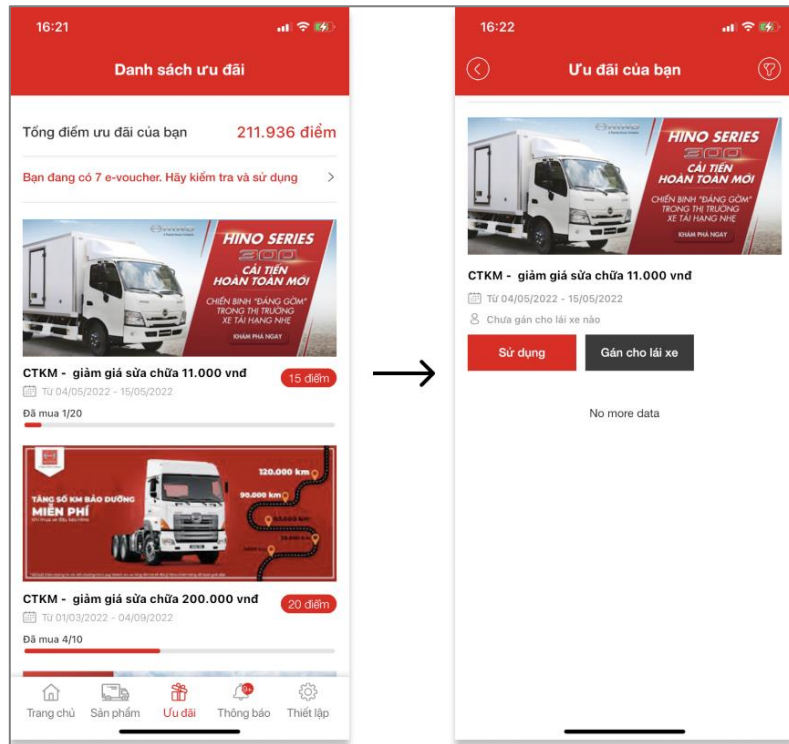 16:21
Danh sách ưu đãi
Tổng điểm ưu đãi của bạn 211.936 điểm
Bạn đang có 7 e-voucher. Hãy kiểm tra và sử dụng
HINO
HINO SERIES
300
CẢI TIẾN
HOÀN TOÀN MỚI
CHIẾN BINH "ĐÁNG GỜM"
TRONG THỊ TRƯỜNG
XE TẢI HẠNG NHẸ
KHÁM PHÁ NGAY
CTKM - giảm giá sửa chữa 11.000 vnđ
15 điểm
Từ 04/05/2022 - 15/05/2022
Đã mua 1/20
TĂNG SỐ KM BẢO DƯỠNG
MIỄN PHÍ
120.000 km
90.000 km
CTKM - giảm giá sửa chữa 200.000 vnđ
20 điểm
Từ 01/03/2022 - 04/09/2022
Đã mua 4/10
9+
Trang chủ Sản phẩm Ưu đãi Thông báo Thiết lập
16:22
Ưu đãi của bạn
HINO
HINO SERIES
300
CẢI TIẾN
HOÀN TOÀN MỚI
CHIẾN BINH "ĐÁNG GỜM"
TRONG THỊ TRƯỜNG
XE TẢI HẠNG NHẸ
KHÁM PHÁ NGAY
CTKM - giảm giá sửa chữa 11.000 vnđ
Từ 04/05/2022 - 15/05/2022
Chưa gán cho lái xe nào
Sử dụng Gán cho lái xe
No more data